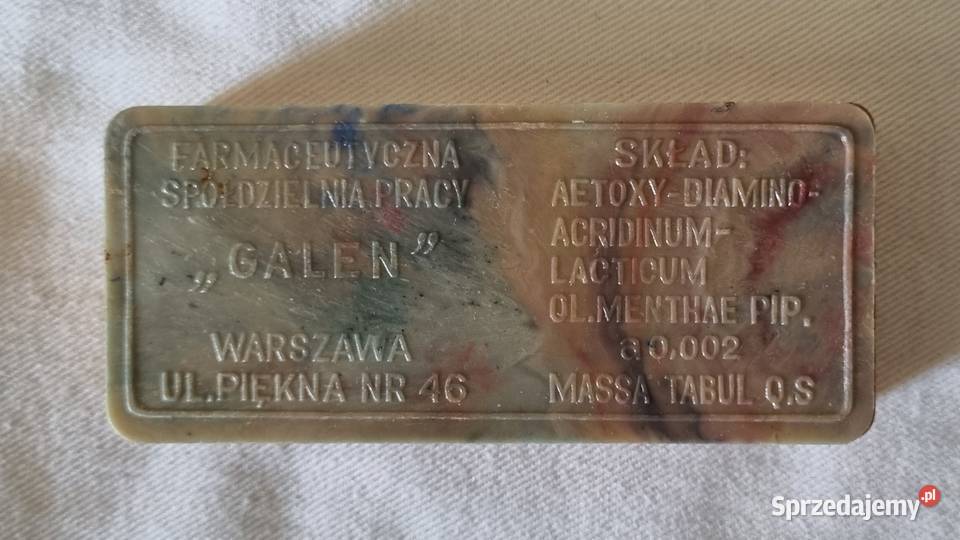 FARMACEUTYCZNA
SPÓŁDZIELNIA PRACY
„GALEN”
WARSZAWA
UL.PIĘKNA NR 46
SKŁAD:
AETOXY-DIAMINO-
ACRIDINUM-
LACTICUM
OL.MENTHAE PIP.
a 0,002
MASSA TABUL Q.S
Sprzedajemy.pl